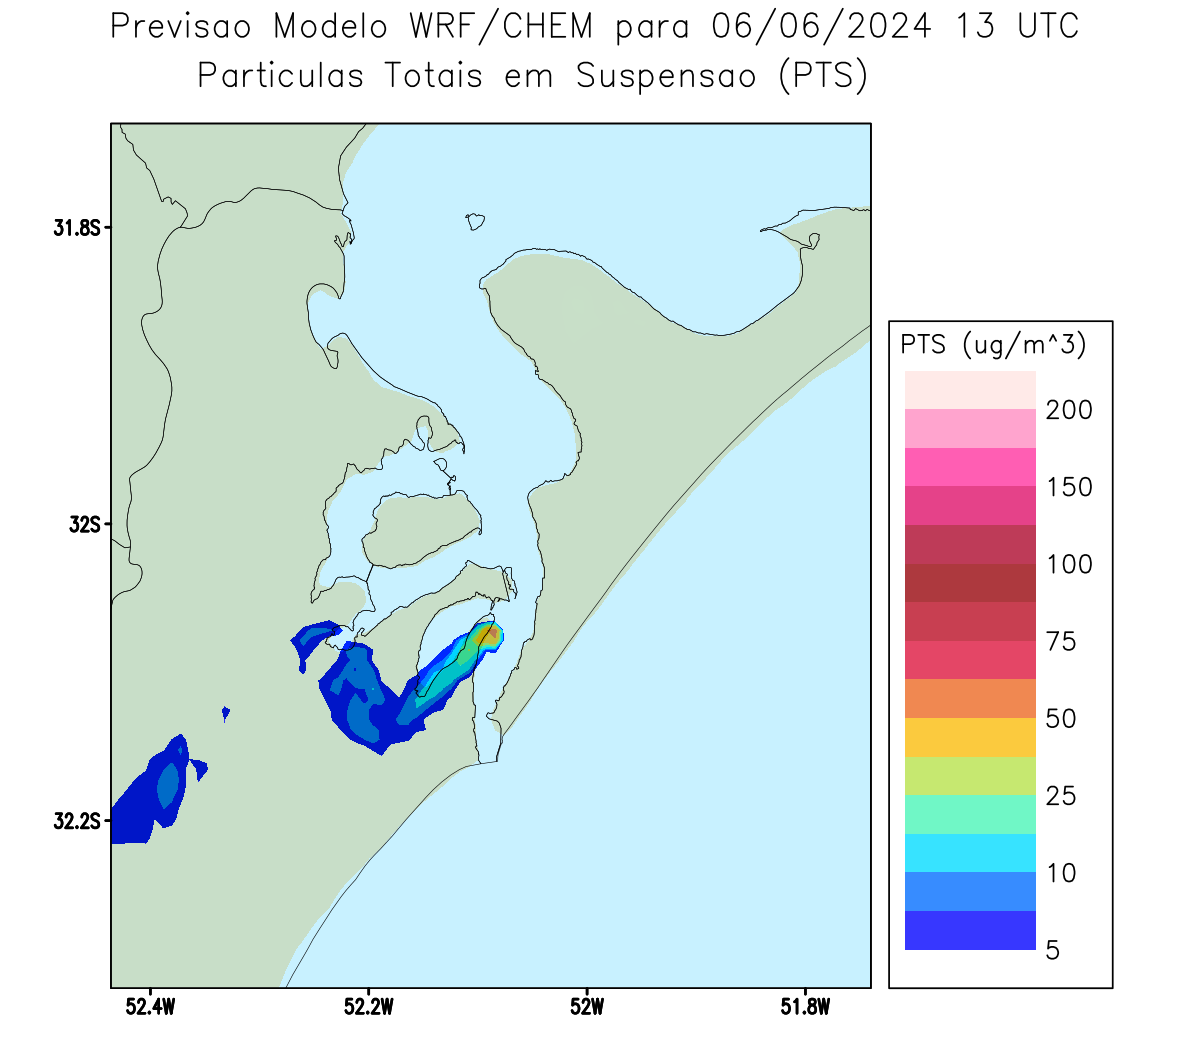 Previsao Modelo WRF/CHEM para 06/06/2024 13 UTC
Particulas Totais em Suspensao (PTS)
31.8S
32S
32.2S
52.4W
52.2W
52W
51.8W
PTS (ug/m^3)
200
150
100
75
50
25
10
5